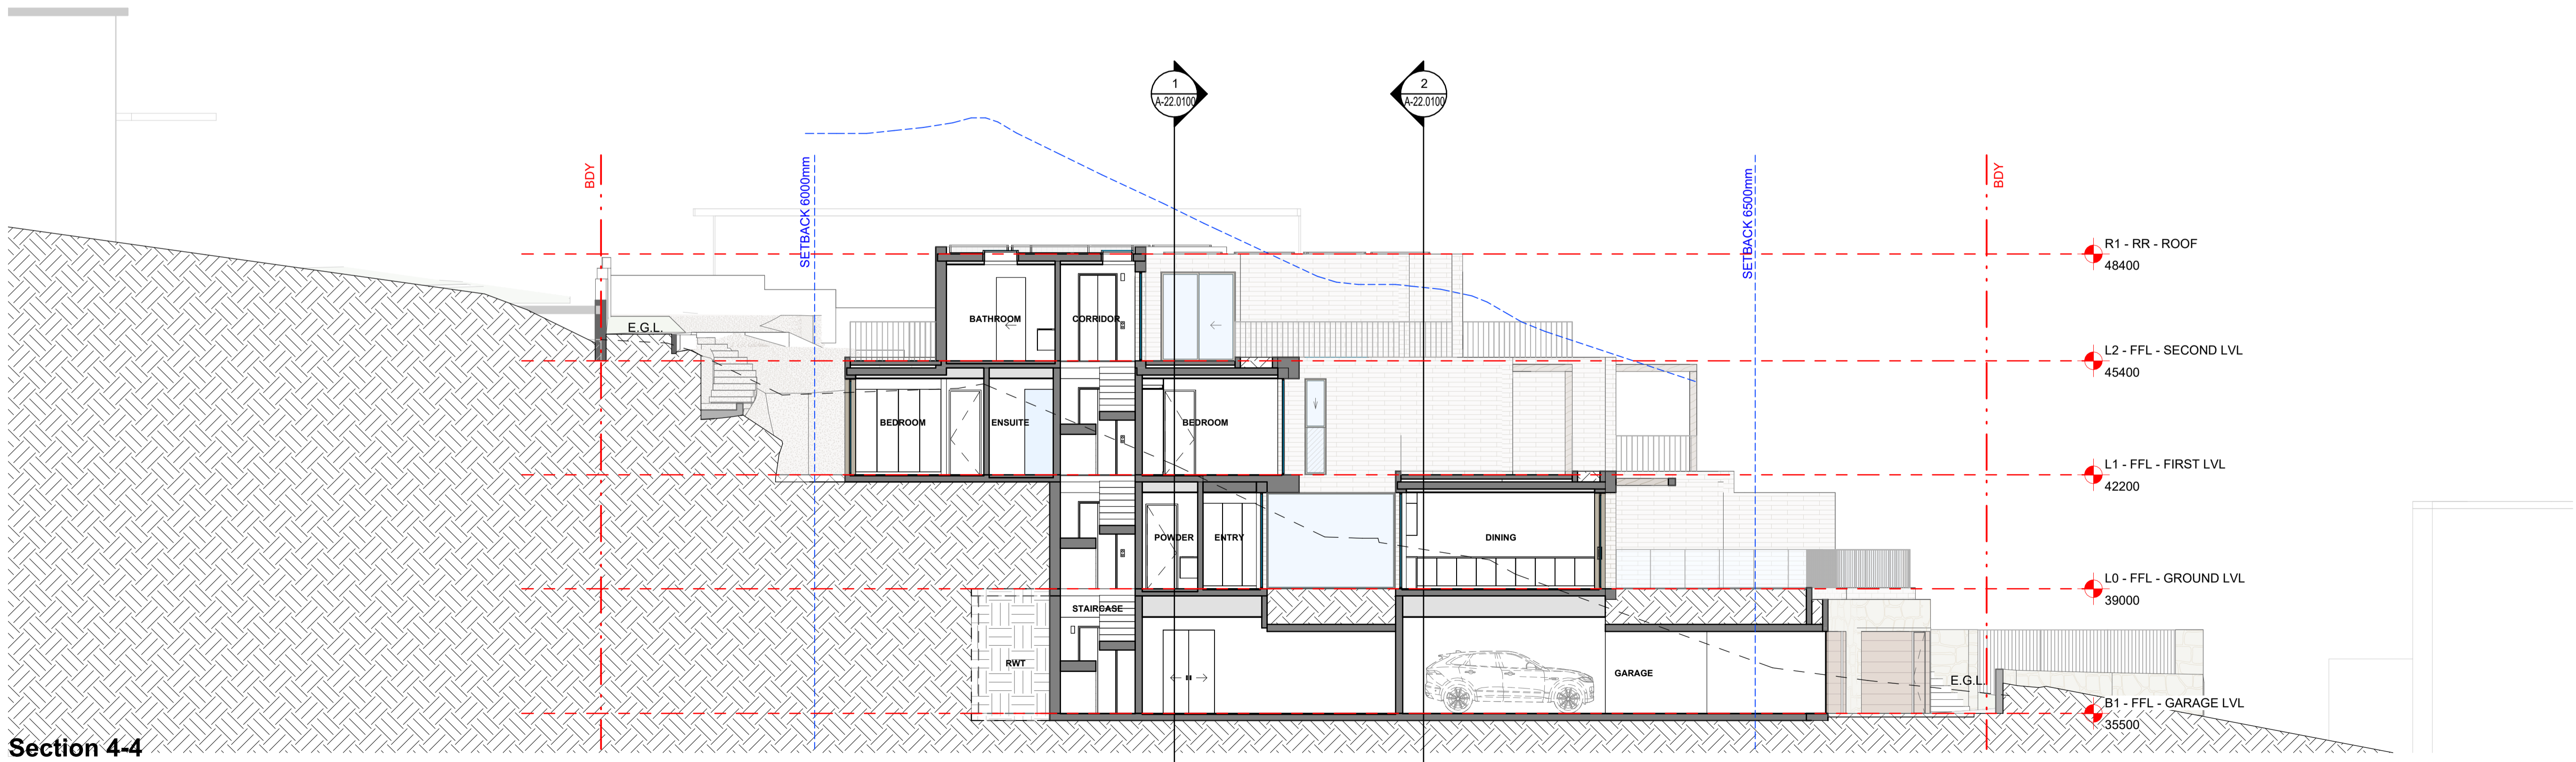 1
A-22.0100
2
A-22.0100
BDY
SETBACK 6000mm
SETBACK 6500mm
BDY
R1 - RR - ROOF
48400
E.G.L.
BATHROOM
CORRIDOR
L2 - FFL - SECOND LVL
45400
BEDROOM
ENSUITE
BEDROOM
L1 - FFL - FIRST LVL
42200
POWDER
ENTRY
DINING
L0 - FFL - GROUND LVL
39000
STAIRCASE
RWT
GARAGE
E.G.L.
B1 - FFL - GARAGE LVL
35500
Section 4-4